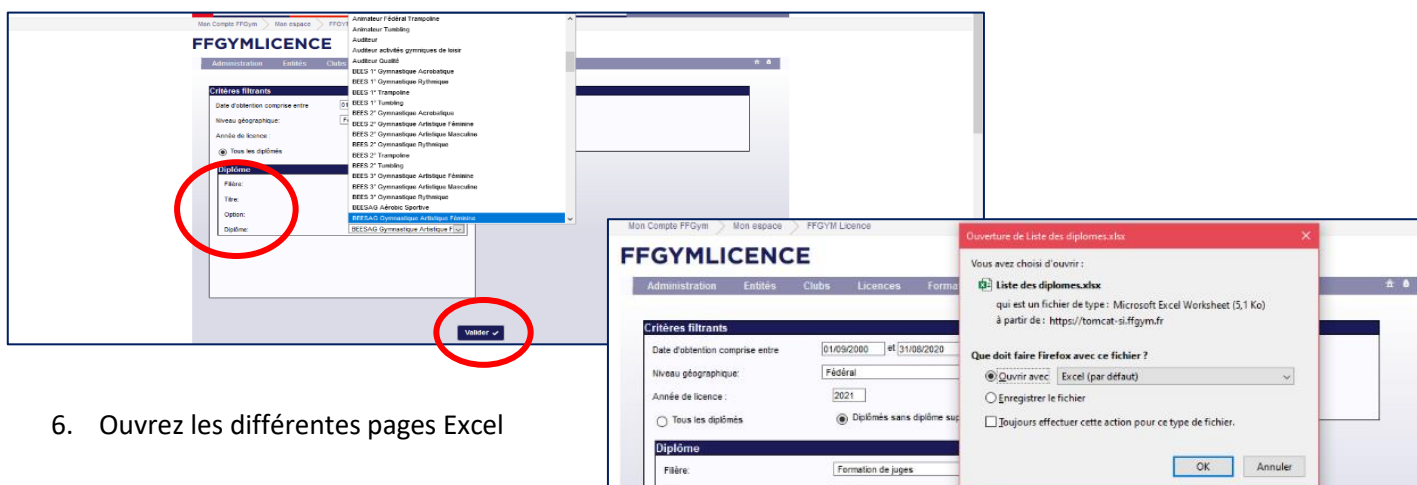 Mon Compte FFGym Mon espace FFGY
FFGYMLICENCE
Administration Entités Clubs
Critères filtrants
Date d'obtention comprise entre 01
Niveau géographique: F
Année de licence :
Tous les diplômés
Diplôme
Filière:
Titre:
Option:
Diplôme: BEESAG Gymnastique Artistique F
Animateur Fédéral Trampoline
Animateur Tumbling
Auditeur
Auditeur activités gymniques de loisir
Auditeur Qualité
BEES 1° Gymnastique Acrobatique
BEES 1° Gymnastique Rythmique
BEES 1° Trampoline
BEES 1° Tumbling
BEES 2° Gymnastique Acrobatique
BEES 2° Gymnastique Artistique Féminine
BEES 2° Gymnastique Artistique Masculine
BEES 2° Gymnastique Rythmique
BEES 2° Trampoline
BEES 2° Tumbling
BEES 3° Gymnastique Artistique Féminine
BEES 3° Gymnastique Artistique Masculine
BEES 3° Gymnastique Rythmique
BEESAG Aérobic Sportive
BEESAG Gymnastique Artistique Féminine
Valider
6. Ouvrez les différentes pages Excel
Mon Compte FFGym Mon espace FFGYM Licence
FFGYMLICENCE
Administration Entités Clubs Licences Forma
Critères filtrants
Date d'obtention comprise entre 01/09/2000 et 31/08/2020
Niveau géographique: Fédéral
Année de licence : 2021
Tous les diplômés Diplômés sans diplôme sup
Diplôme
Filière: Formation de juges
Ouverture de Liste des diplomes.xlsx
Vous avez choisi d'ouvrir :
Liste des diplomes.xlsx
qui est un fichier de type : Microsoft Excel Worksheet (5,1 Ko)
à partir de : https://tomcat-si.ffgym.fr
Que doit faire Firefox avec ce fichier ?
Ouvrir avec Excel (par défaut)
Enregistrer le fichier
Toujours effectuer cette action pour ce type de fichier.
OK Annuler